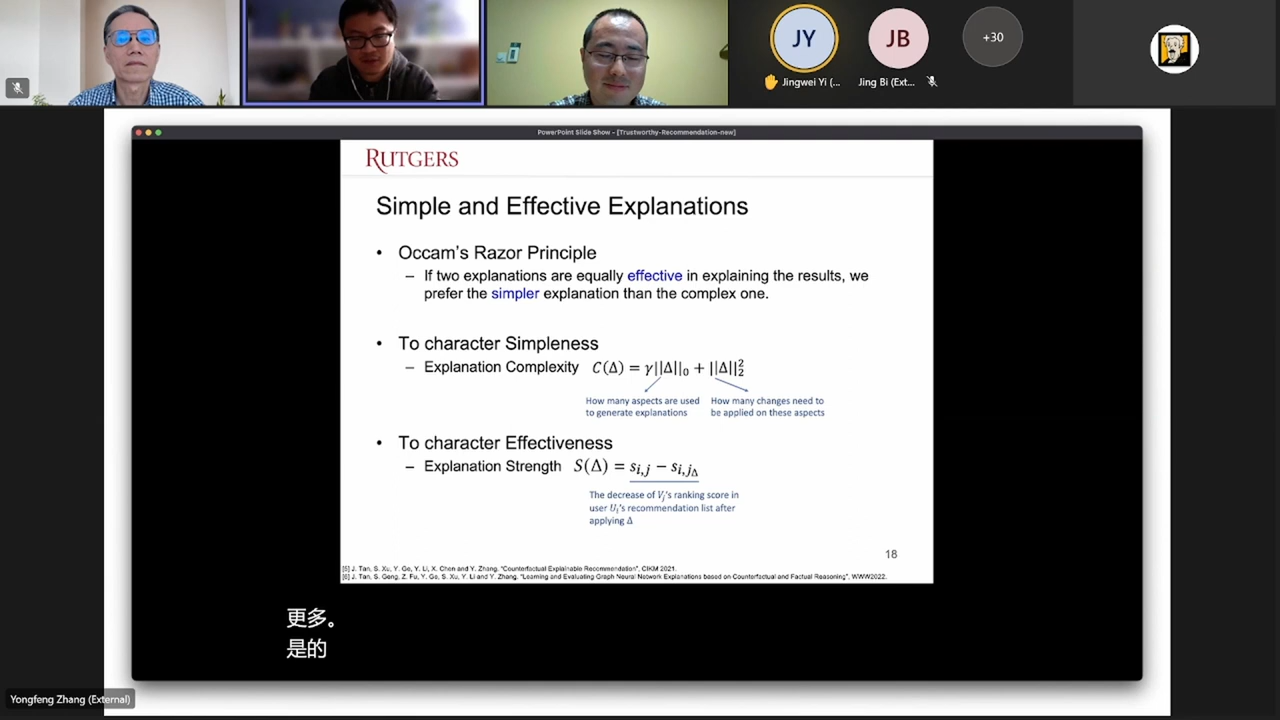 JY
JB
+30
Jingwei Yi (...
Jing Bi (Ext...
PowerPoint Slide Show - [Trustworthy-Recommendation-new]
RUTGERS
Simple and Effective Explanations
• Occam's Razor Principle
– If two explanations are equally effective in explaining the results, we
prefer the simpler explanation than the complex one.
• To character Simpleness
– Explanation Complexity C(Δ) = γ||Δ||₀ + ||Δ||₂²
How many aspects are used
to generate explanations
How many changes need to
be applied on these aspects
• To character Effectiveness
– Explanation Strength S(Δ) = s_{i,j} − s_{i,j_Δ}
The decrease of V_j's ranking score in
user U_i's recommendation list after
applying Δ
18
[5] J. Tan, S. Xu, Y. Ge, Y. Li, X. Chen and Y. Zhang. "Counterfactual Explainable Recommendation", CIKM 2021.
[6] J. Tan, S. Geng, Z. Fu, Y. Ge, S. Xu, Y. Li and Y. Zhang. "Learning and Evaluating Graph Neural Network Explanations based on Counterfactual and Factual Reasoning", WWW2022.
更多。
是的
Yongfeng Zhang (External)